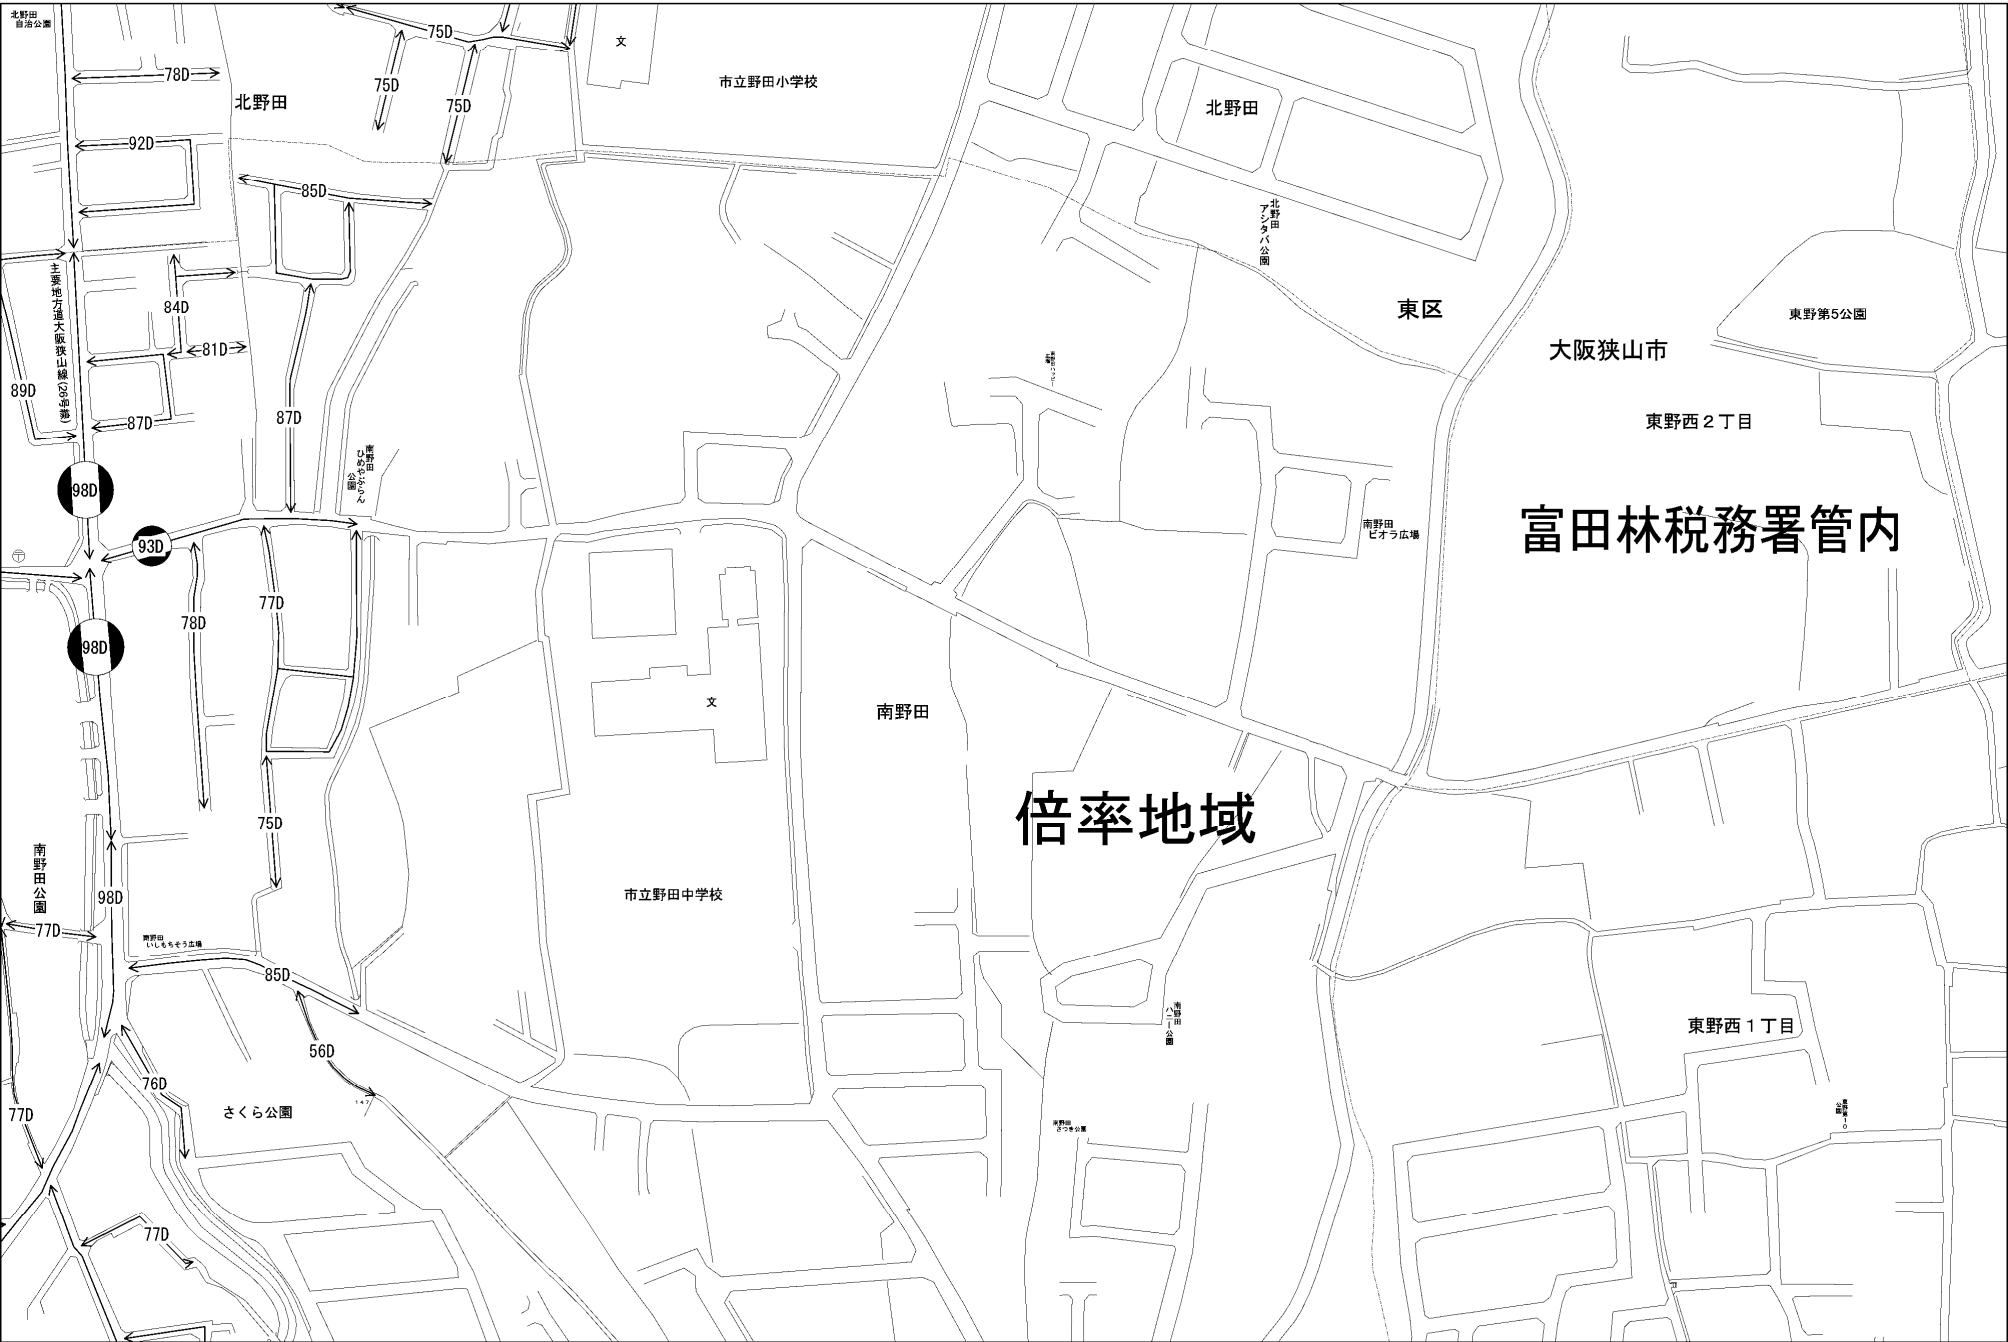 北野田
自治公園
75D
文
78D
75D
75D
市立野田小学校
北野田
北野田
92D
85D
北野田
アシタバ公園
主要地方道大阪狭山線(26号線)
84D
東区
東野第5公園
81D
大阪狭山市
89D
87D
87D
東野西2丁目
南野田
ひめやぶらん
公園
98D
93D
南野田
ビオラ広場
富田林税務署管内
〒
77D
78D
98D
文
南野田
倍率地域
75D
南野田公園
98D
市立野田中学校
77D
南野田
いしもちそう広場
85D
南野田
ハニー公園
東野西1丁目
56D
76D
147
さくら公園
77D
東野第10
公園
南野田
さつき公園
77D